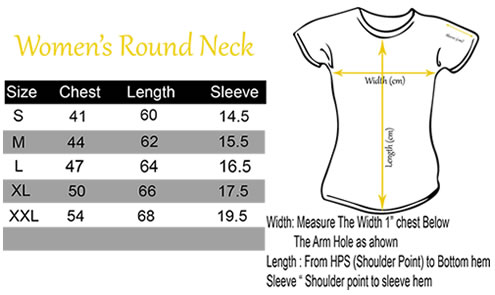 Women's Round Neck
Size Chest Length Sleeve
S 41 60 14.5
M 44 62 15.5
L 47 64 16.5
XL 50 66 17.5
XXL 54 68 19.5
Width (cm)
Length (cm)
Width: Measure The Width 1" chest Below
The Arm Hole as ahown
Length : From HPS (Shoulder Point) to Bottom hem
Sleeve " Shoulder point to sleeve hem